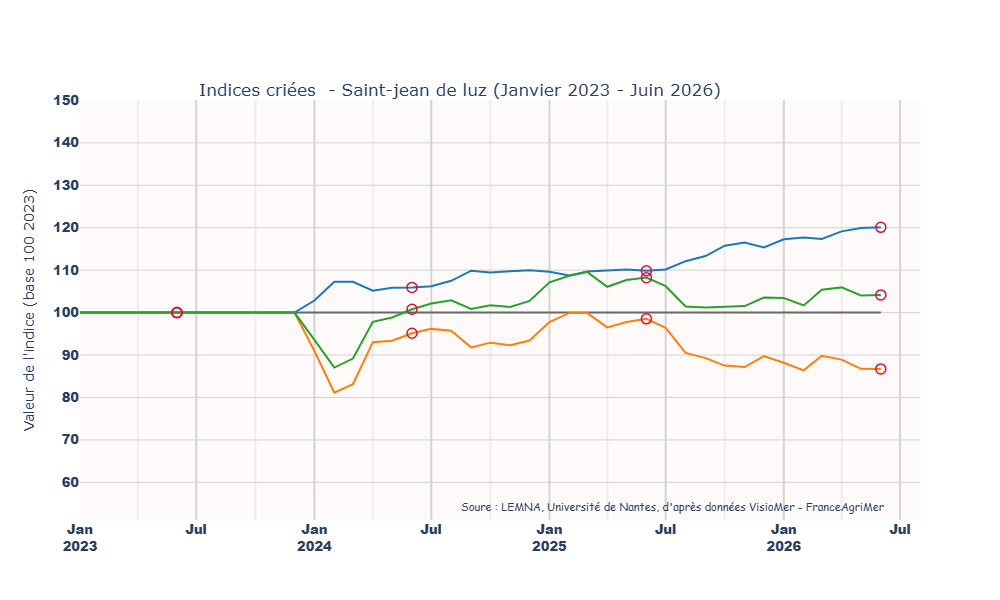 Indices criées  - Saint-jean de luz (Janvier 2023 - Juin 2026)
Valeur de l'Indice (base 100 2023)
150
140
130
120
110
100
90
80
70
60
Soure : LEMNA, Université de Nantes, d'après données VisioMer - FranceAgriMer
Jan Jul Jan Jul Jan Jul Jan Jul
2023 2024 2025 2026